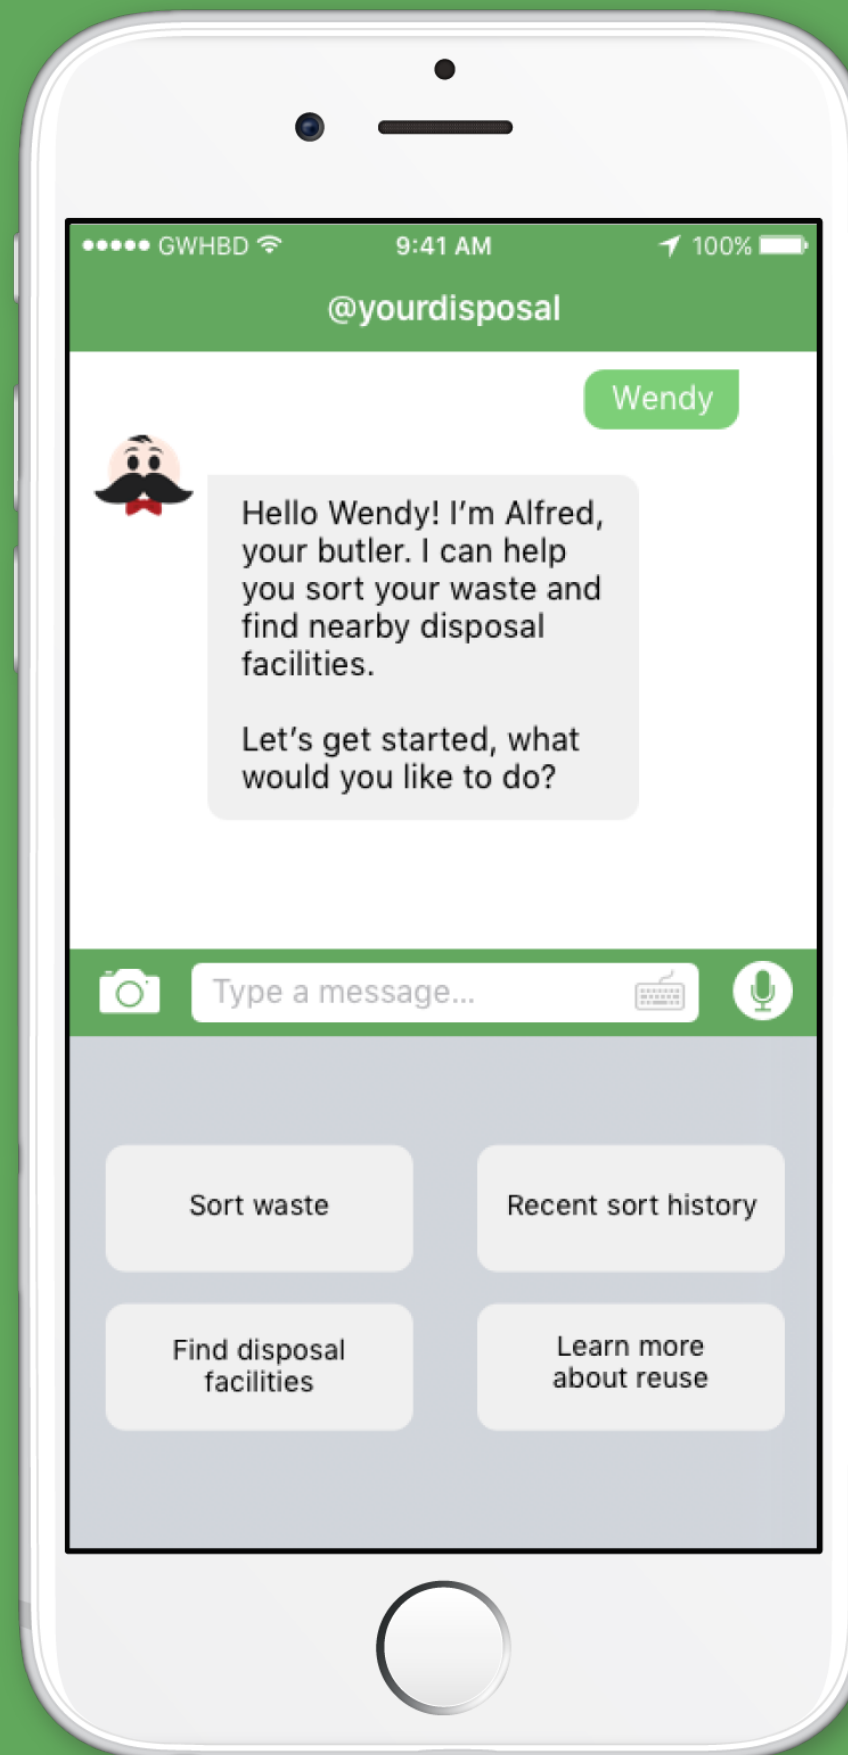 GWHBD 9:41 AM 100%
@yourdisposal
Wendy
Hello Wendy! I’m Alfred,
your butler. I can help
you sort your waste and
find nearby disposal
facilities.
Let’s get started, what
would you like to do?
Type a message...
Sort waste
Recent sort history
Find disposal
facilities
Learn more
about reuse